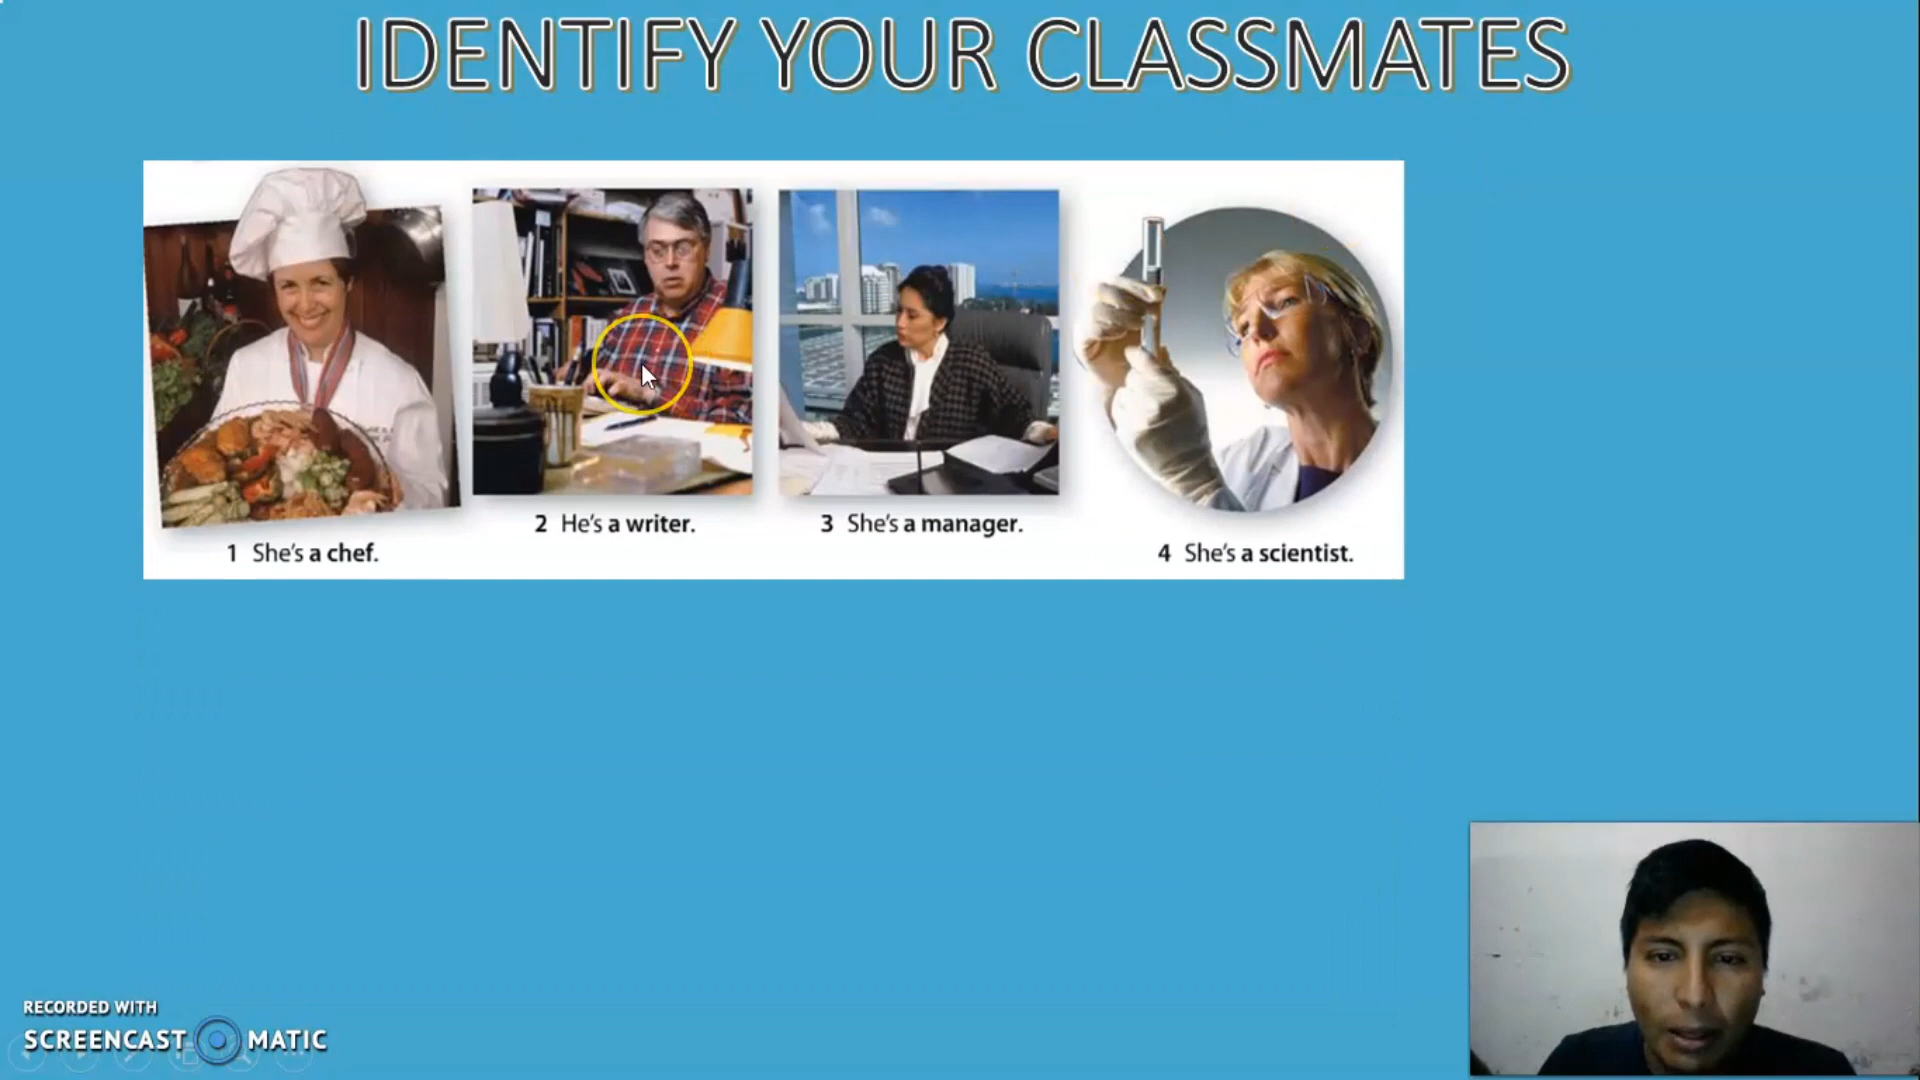 IDENTIFY YOUR CLASSMATES
1 She's a chef.
2 He's a writer.
3 She's a manager.
4 She's a scientist.
RECORDED WITH
SCREENCAST MATIC